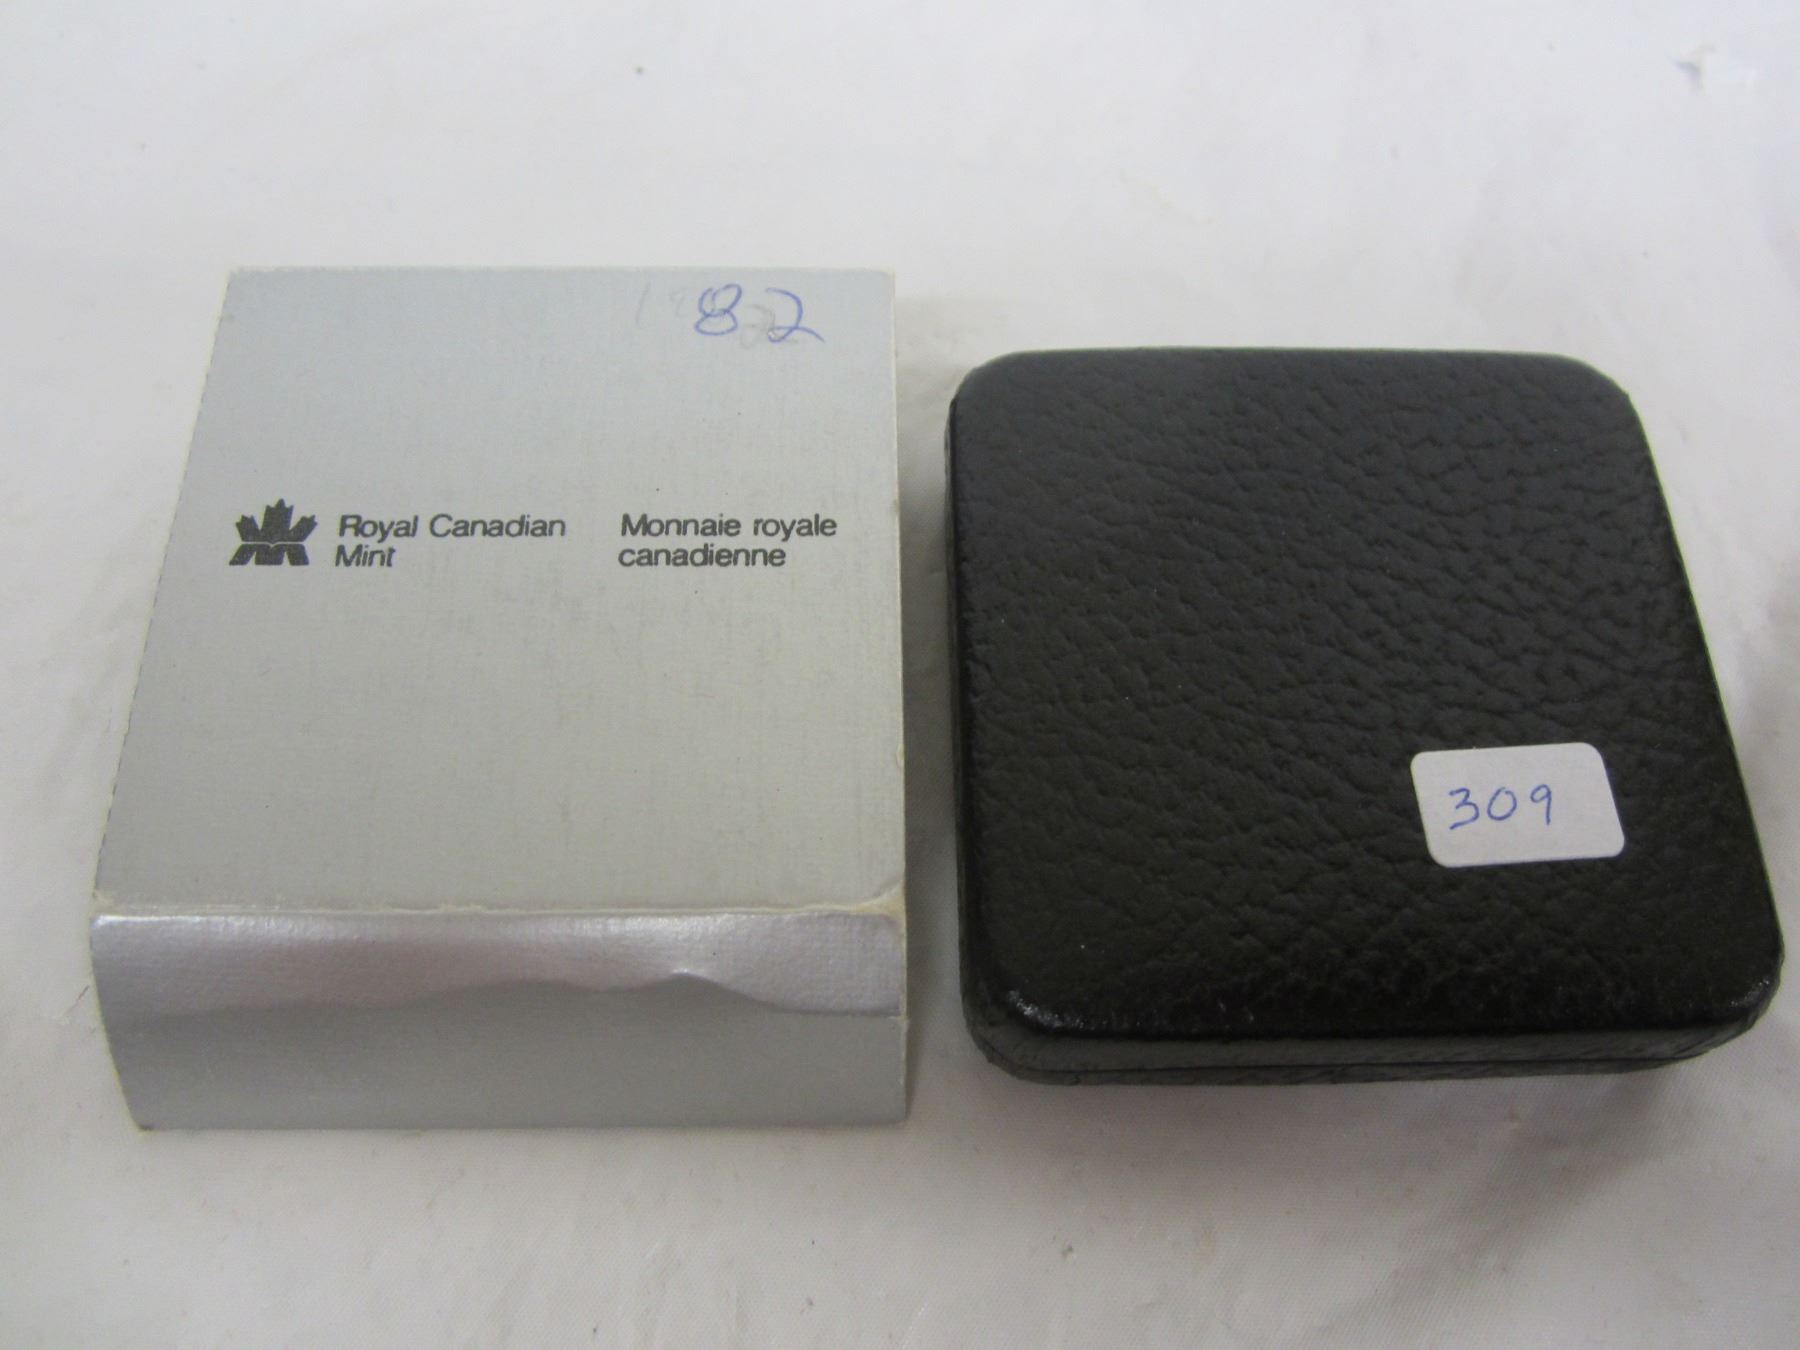 82
Royal Canadian
Mint
Monnaie royale
canadienne
309